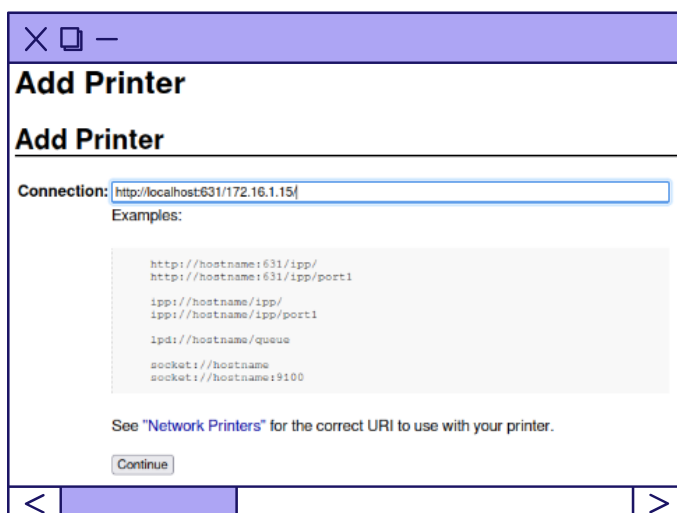 Add Printer
Add Printer
Connection: http://localhost:631/172.16.1.15/
Examples:
http://hostname:631/ipp/
http://hostname:631/ipp/port1
ipp://hostname/ipp/
ipp://hostname/ipp/port1
lpd://hostname/queue
socket://hostname
socket://hostname:9100
See "Network Printers" for the correct URI to use with your printer.
Continue